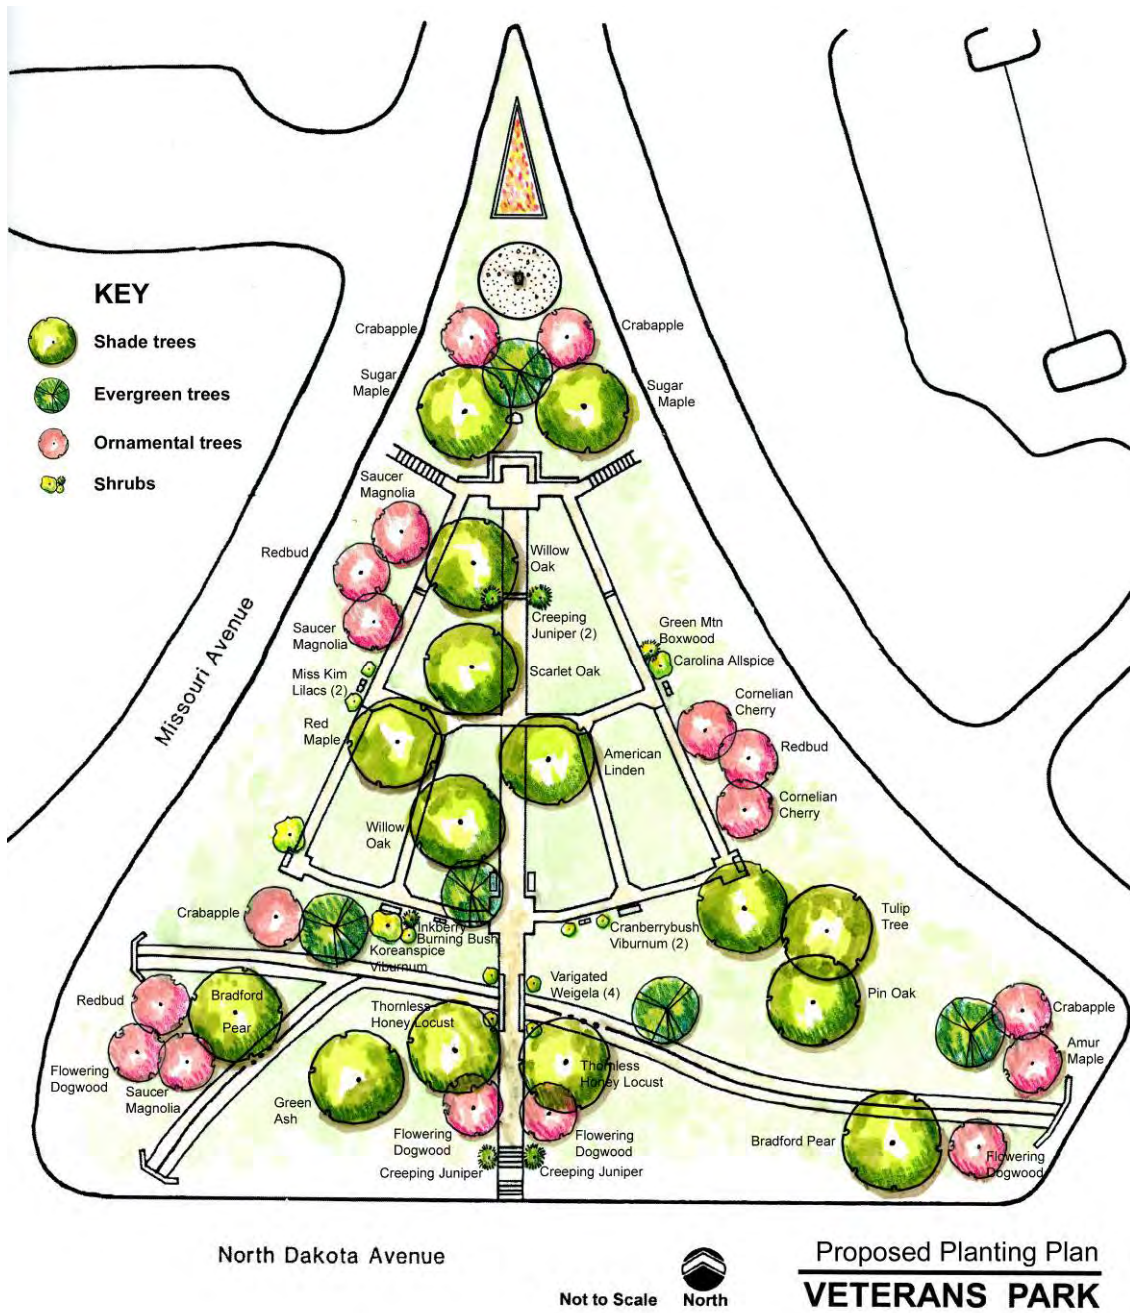 KEY
Shade trees
Evergreen trees
Ornamental trees
Shrubs
Crabapple
Crabapple
Sugar
Maple
Sugar
Maple
Saucer
Magnolia
Redbud
Willow
Oak
Saucer
Magnolia
Creeping
Juniper (2)
Green Mtn
Boxwood
Carolina Allspice
Miss Kim
Lilacs (2)
Scarlet Oak
Missouri Avenue
Red
Maple
Cornelian
Cherry
Redbud
American
Linden
Cornelian
Cherry
Willow
Oak
Crabapple
Inkberry
Burning Bush
Koreanspice
Viburnum
Cranberrybush
Viburnum (2)
Tulip
Tree
Redbud
Bradford
Pear
Thornless
Honey Locust
Varigated
Weigela (4)
Pin Oak
Crabapple
Amur
Maple
Flowering
Dogwood
Saucer
Magnolia
Green
Ash
Thornless
Honey Locust
Flowering
Dogwood
Flowering
Dogwood
Creeping Juniper
Creeping Juniper
Bradford Pear
Flowering
Dogwood
North Dakota Avenue
Not to Scale
North
Proposed Planting Plan
VETERANS PARK